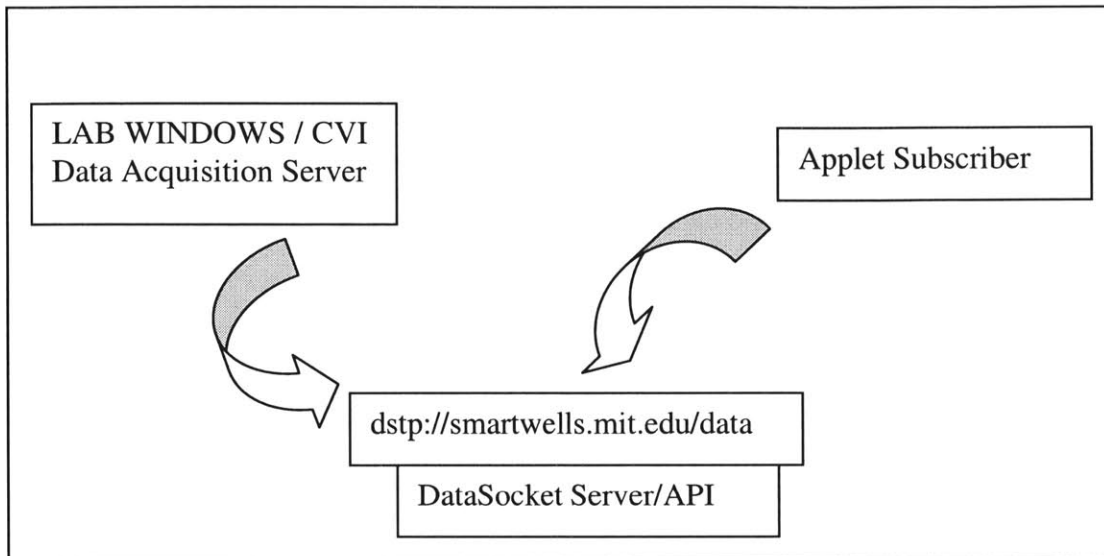 LAB WINDOWS / CVI
Data Acquisition Server
Applet Subscriber
dstp://smartwells.mit.edu/data
DataSocket Server/API